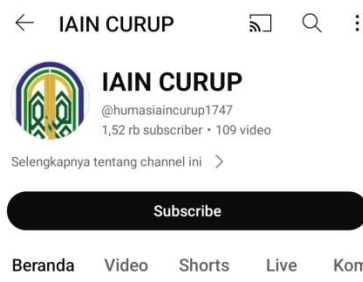 IAIN CURUP
IAIN CURUP
@humasiaincurup1747
1,52 rb subscriber • 109 video
Selengkapnya tentang channel ini
Subscribe
Beranda Video Shorts Live Kom